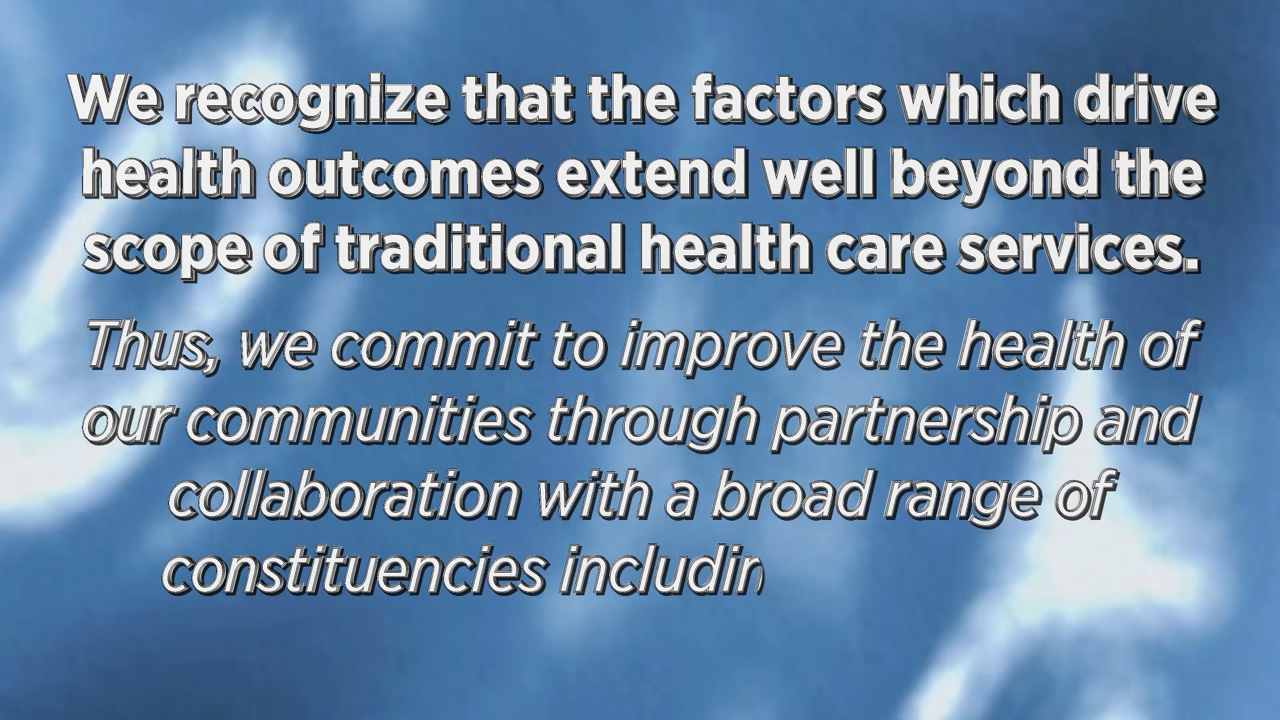 We recognize that the factors which drive
health outcomes extend well beyond the
scope of traditional health care services.
Thus, we commit to improve the health of
our communities through partnership and
collaboration with a broad range of
constituencies includin